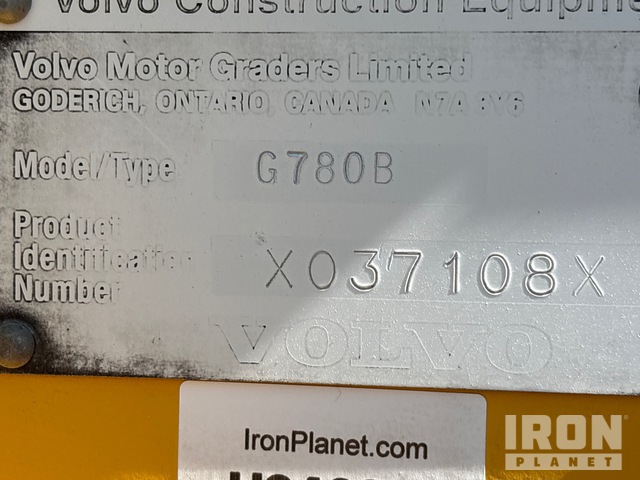 Volvo Construction Equipme
Volvo Motor Graders Limited
GODERICH, ONTARIO, CANADA N7A 3Y6
Model/Type G780B
Product
Identification
Number X037108X
VOLVO
IronPlanet.com
IRON
PLANET